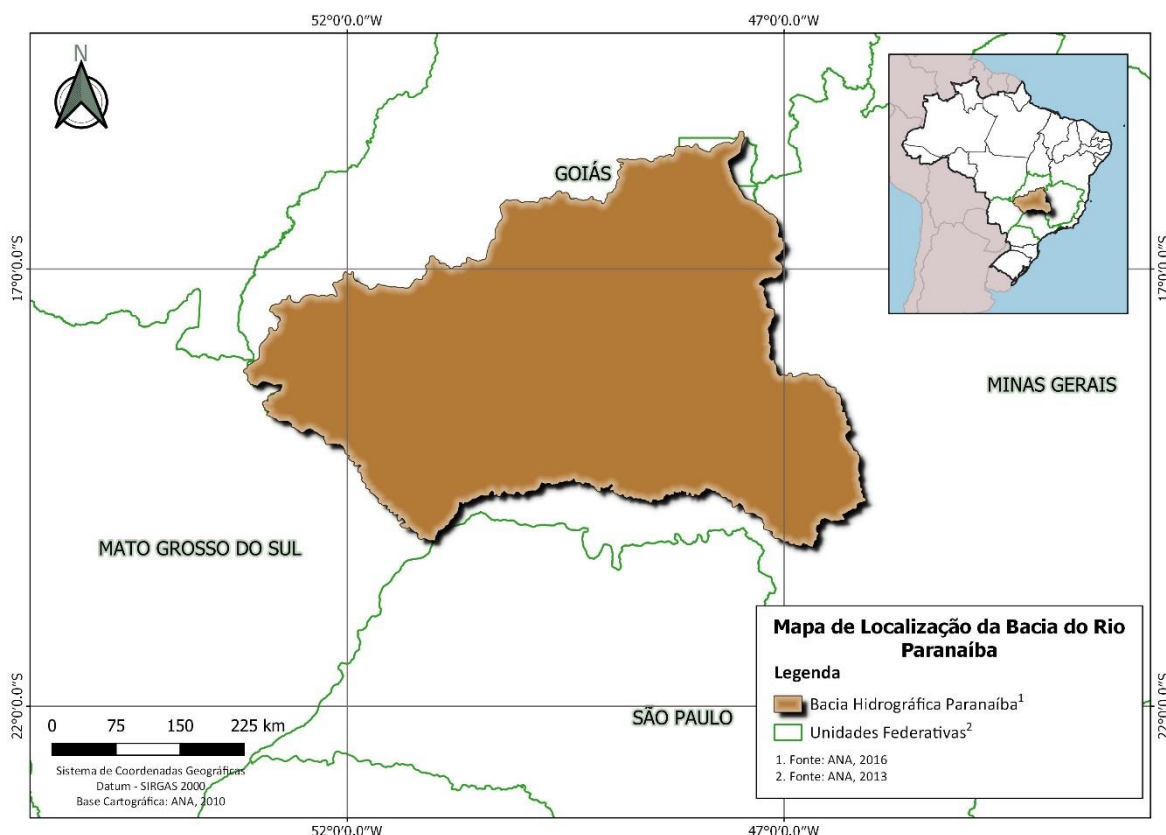 52°0'0.0"W
47°0'0.0"W
N
GOIÁS
17°0'0.0"S
17°0'0.0"S
MINAS GERAIS
MATO GROSSO DO SUL
SÃO PAULO
22°0'0.0"S
22°0'0.0"S
0 75 150 225 km
Sistema de Coordenadas Geográficas
Datum - SIRGAS 2000
Base Cartográfica: ANA, 2010
Mapa de Localização da Bacia do Rio
Paranaíba
Legenda
Bacia Hidrográfica Paranaíba¹
Unidades Federativas²
1. Fonte: ANA, 2016
2. Fonte: ANA, 2013
52°0'0.0"W
47°0'0.0"W